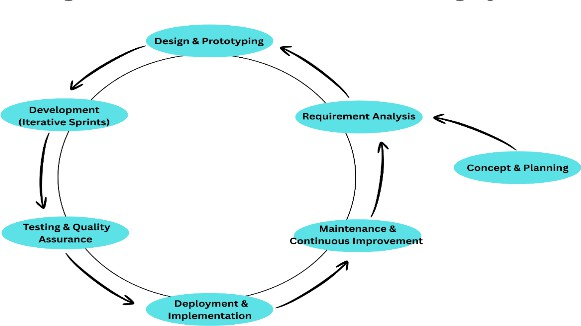 Design & Prototyping
Development
(Iterative Sprints)
Requirement Analysis
Concept & Planning
Testing & Quality
Assurance
Maintenance &
Continuous Improvement
Deployment &
Implementation